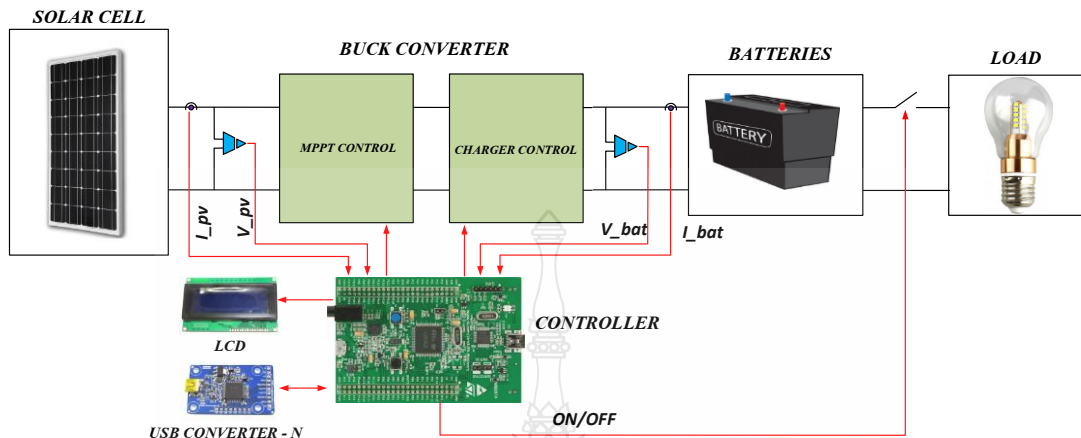 SOLAR CELL
BUCK CONVERTER
BATTERIES
LOAD
MPPT CONTROL
CHARGER CONTROL
BATTERY
I_pv
V_pv
V_bat
I_bat
LCD
CONTROLLER
USB CONVERTER - N
ON/OFF